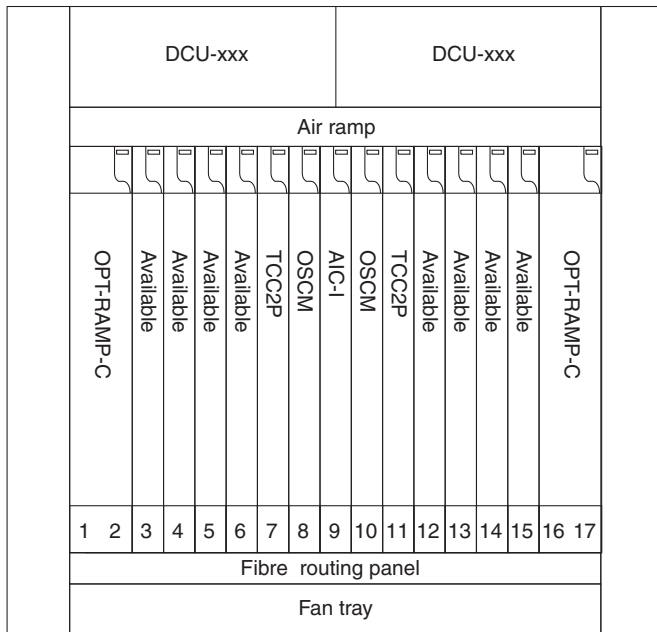 DCU-xxx DCU-xxx
Air ramp
OPT-RAMP-C
Available
Available
Available
Available
TCC2P
OSCM
AIC-I
OSCM
TCC2P
Available
Available
Available
Available
OPT-RAMP-C
1 2 3 4 5 6 7 8 9 10 11 12 13 14 15 16 17
Fibre routing panel
Fan tray